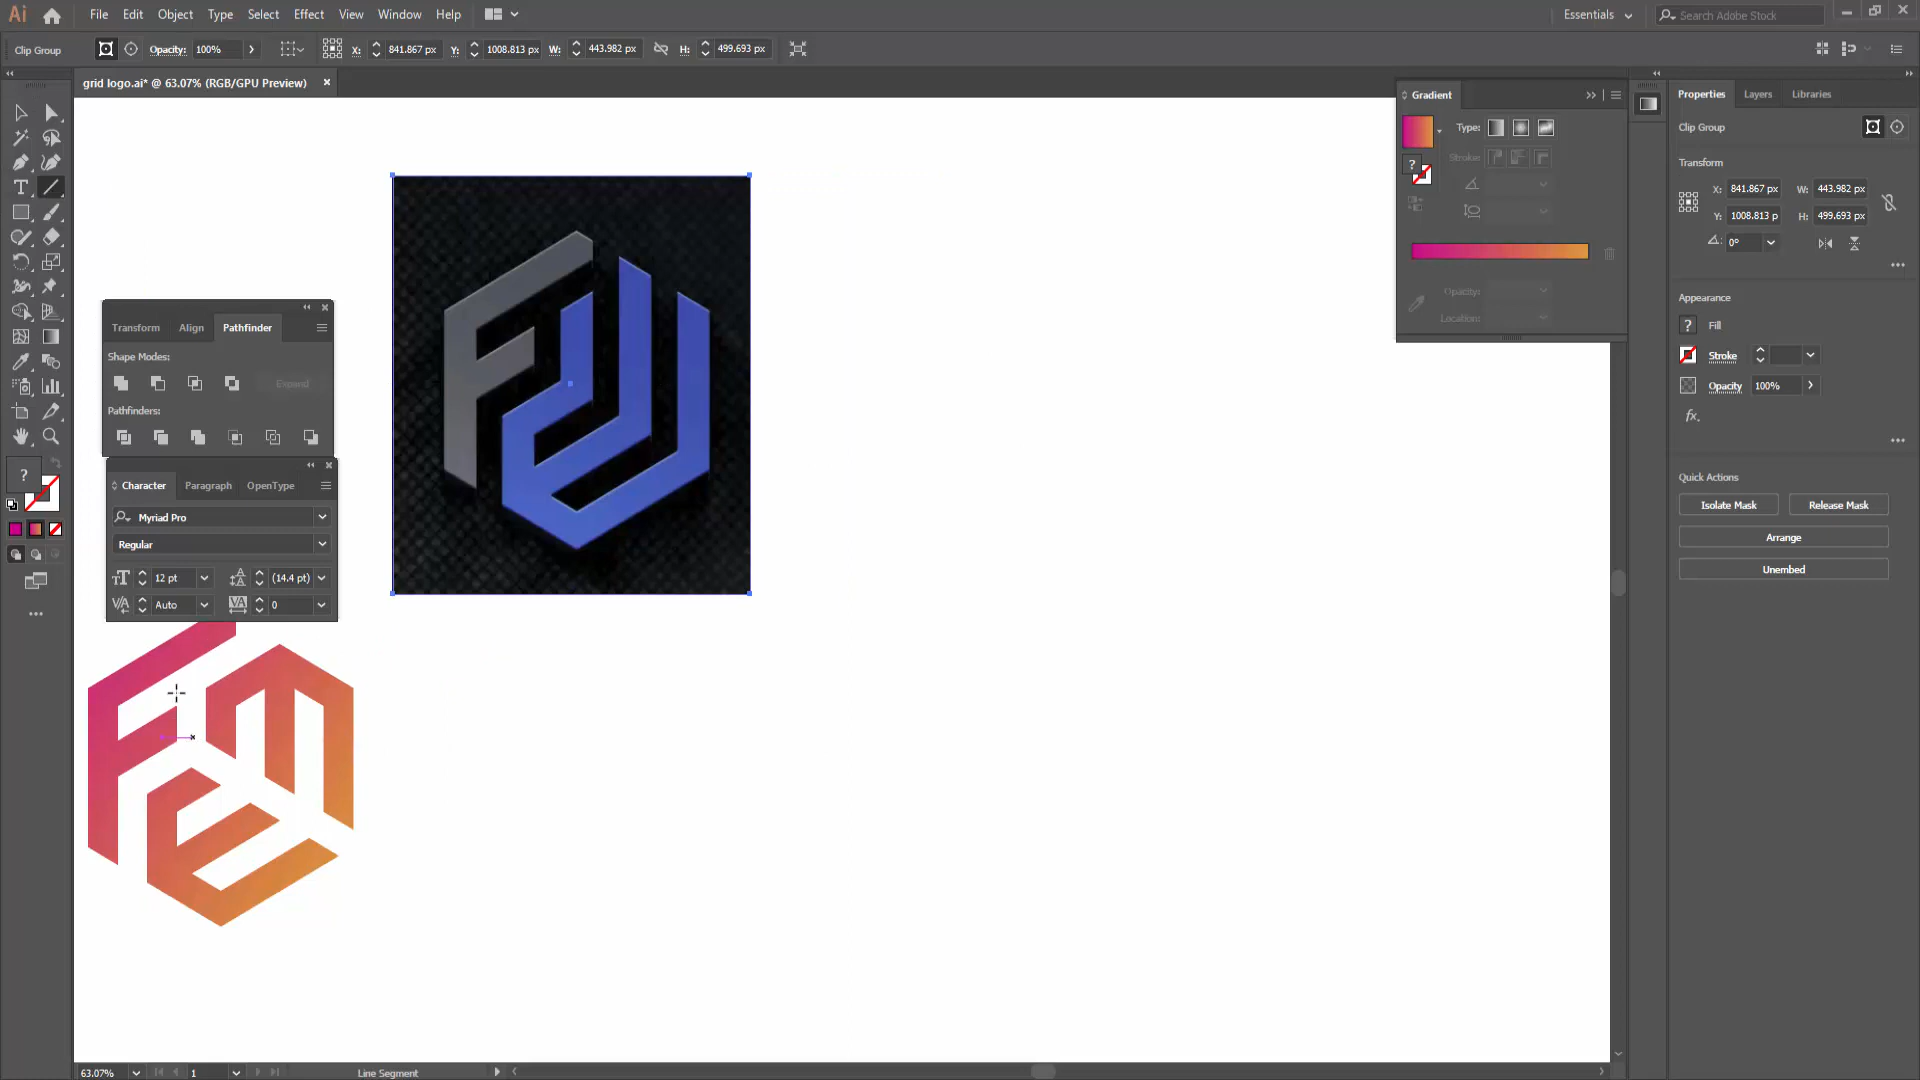 Ai File Edit Select Object Type Select Effect View Window Help Essentials Search Adobe Stock
Clip Group Opacity: 100% X: 841.867 px Y: 1008.813 px W: 443.982 px H: 499.693 px
grid logo.ai* @ 63.07% (RGB/GPU Preview)
Gradient
Type:
Stroke:
Opacity:
Location:
Properties Layers Libraries
Clip Group
Transform
X: 841.867 px W: 443.982 px
Y: 1008.813 p H: 499.693 px
0°
Appearance
? Fill
Stroke
Opacity 100%
fx.
Quick Actions
Isolate Mask Release Mask
Arrange
Unembed
Transform Align Pathfinder
Shape Modes:
Expand
Pathfinders:
Character Paragraph OpenType
Myriad Pro
Regular
12 pt (14.4 pt)
Auto 0
63.07% 1 Line Segment